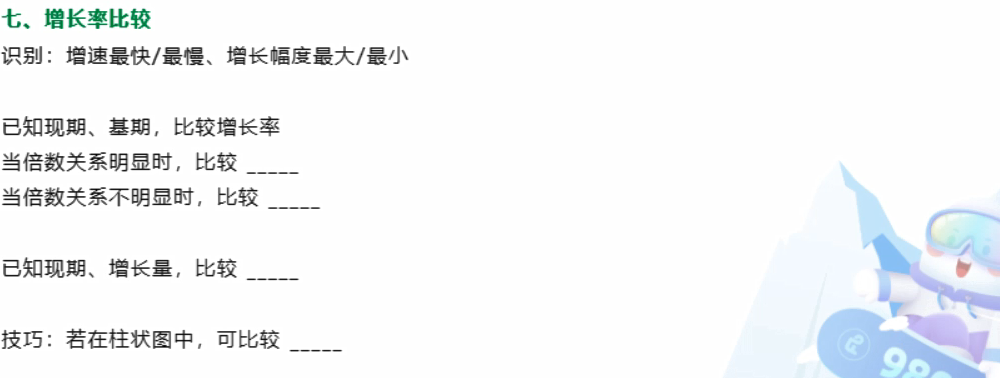 七、增长率比较
识别：增速最快/最慢、增长幅度最大/最小
已知现期、基期，比较增长率
当倍数关系明显时，比较 _____
当倍数关系不明显时，比较 _____
已知现期、增长量，比较 _____
技巧：若在柱状图中，可比较 _____
Fb
980